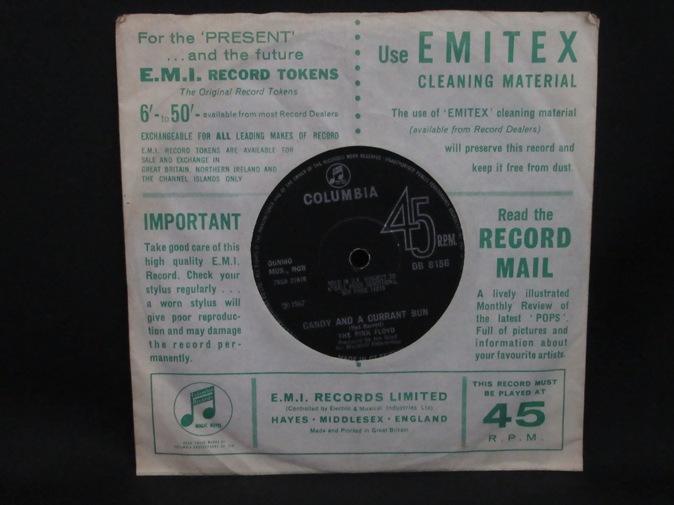 For the 'PRESENT'
...and the future
E.M.I. RECORD TOKENS
The Original Record Tokens
6'- to 50'- available from most Record Dealers
EXCHANGEABLE FOR ALL LEADING MAKES OF RECORD
E.M.I. RECORD TOKENS ARE AVAILABLE FOR
SALE AND EXCHANGE IN
GREAT BRITAIN, NORTHERN IRELAND AND
THE CHANNEL ISLANDS ONLY
Use EMITEX
CLEANING MATERIAL
The use of 'EMITEX' cleaning material
(available from Record Dealers)
will preserve this record and
keep it free from dust.
COLUMBIA
45
R.P.M.
DB 8156
MUS., NCB
CANDY AND A CURRANT BUN
THE PINK FLOYD
IMPORTANT
Take good care of this
high quality E.M.I.
Record. Check your
stylus regularly . . .
a worn stylus will
give poor reproduc-
tion and may damage
the record per-
manently.
Read the
RECORD
MAIL
A lively illustrated
Monthly Review of
the latest 'POPS'.
Full of pictures and
information about
your favourite artists.
MAGIC NOTES
E.M.I. RECORDS LIMITED
(Controlled by Electric & Musical Industries Ltd.)
HAYES · MIDDLESEX · ENGLAND
Made and Printed in Great Britain
THIS RECORD MUST
BE PLAYED AT
45
R.P.M.